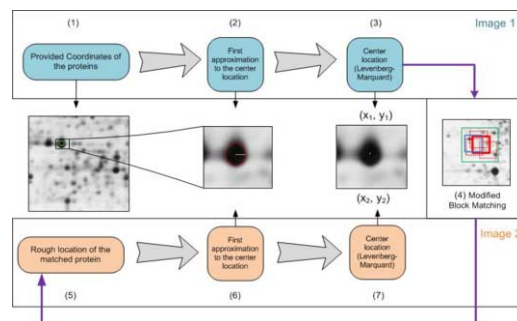 (1)
(2)
(3)
Image 1
Provided Coordinates of
the proteins
First
approximation
to the center
location
Center
location
(Levenberg-
Marquard)
(x₁, y₁)
(x₂, y₂)
(4) Modified
Block Matching
Image 2
Rough location of the
matched protein
First
approximation
to the center
location
Center
location
(Levenberg-
Marquard)
(5)
(6)
(7)